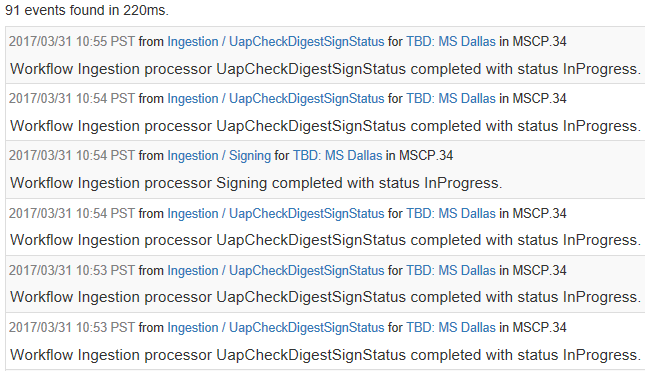 91 events found in 220ms.
2017/03/31 10:55 PST from Ingestion / UapCheckDigestSignStatus for TBD: MS Dallas in MSCP.34
Workflow Ingestion processor UapCheckDigestSignStatus completed with status InProgress.
2017/03/31 10:54 PST from Ingestion / UapCheckDigestSignStatus for TBD: MS Dallas in MSCP.34
Workflow Ingestion processor UapCheckDigestSignStatus completed with status InProgress.
2017/03/31 10:54 PST from Ingestion / Signing for TBD: MS Dallas in MSCP.34
Workflow Ingestion processor Signing completed with status InProgress.
2017/03/31 10:54 PST from Ingestion / UapCheckDigestSignStatus for TBD: MS Dallas in MSCP.34
Workflow Ingestion processor UapCheckDigestSignStatus completed with status InProgress.
2017/03/31 10:53 PST from Ingestion / UapCheckDigestSignStatus for TBD: MS Dallas in MSCP.34
Workflow Ingestion processor UapCheckDigestSignStatus completed with status InProgress.
2017/03/31 10:53 PST from Ingestion / UapCheckDigestSignStatus for TBD: MS Dallas in MSCP.34
Workflow Ingestion processor UapCheckDigestSignStatus completed with status InProgress.